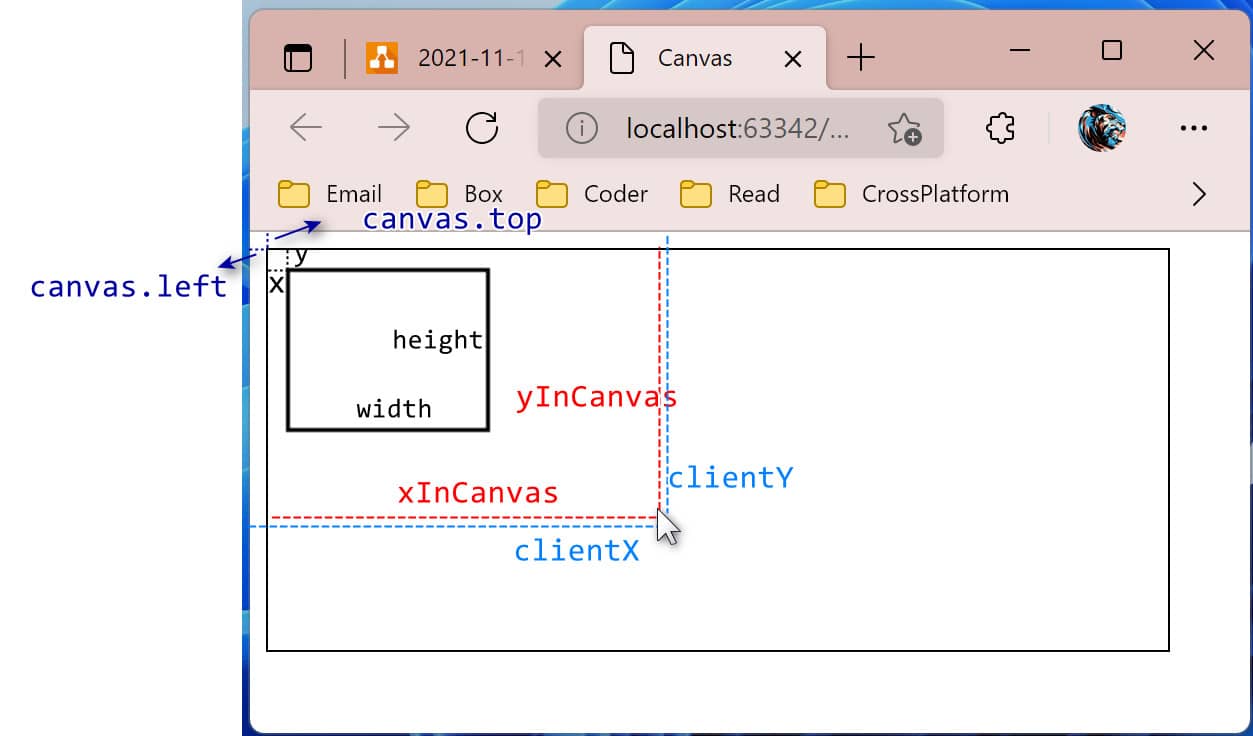 2021-11-1
Canvas
localhost:63342/...
Email Box Coder Read CrossPlatform
canvas.top
y
canvas.left
x
height
yInCanvas
width
clientY
xInCanvas
clientX